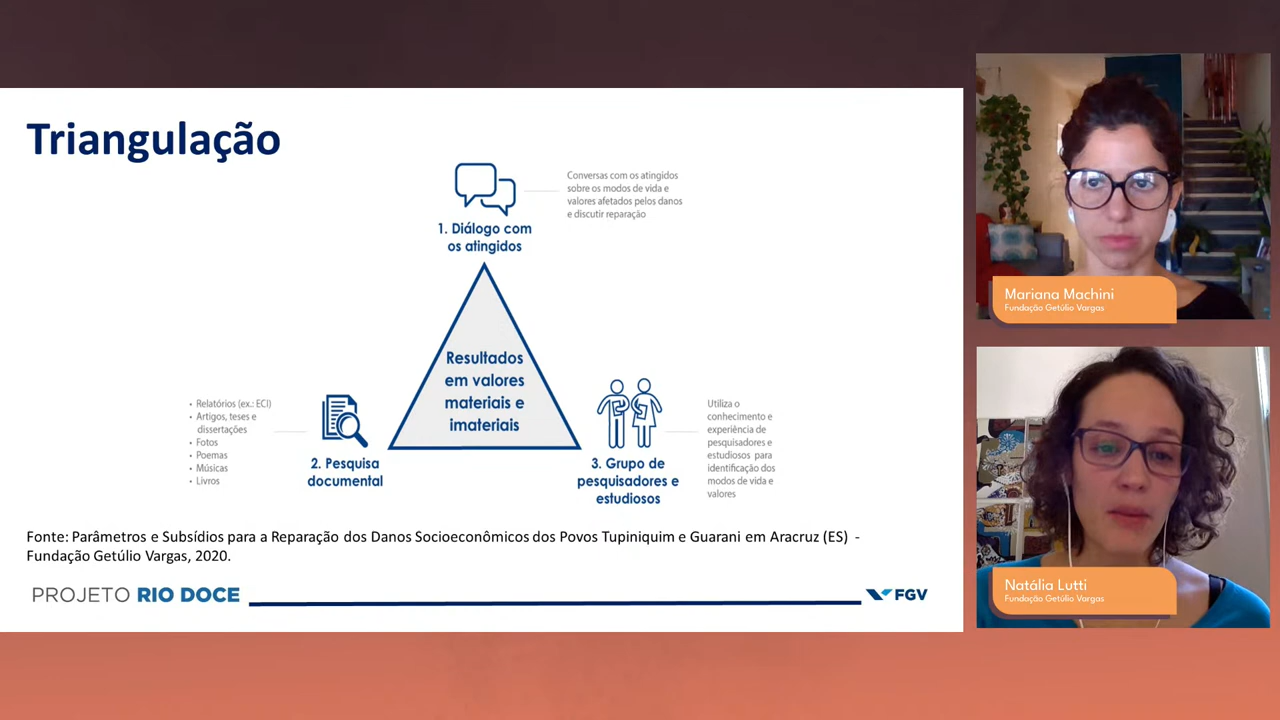 Triangulação
Conversas com os atingidos
sobre os modos de vida e
valores afetados pelos danos
e discutir reparação
1. Diálogo com
os atingidos
Resultados
em valores
materiais e
imateriais
• Relatórios (ex.: ECI)
• Artigos, teses e
dissertações
• Fotos
• Poemas
• Músicas
• Livros
2. Pesquisa
documental
3. Grupo de
pesquisadores e
estudiosos
Utiliza o
conhecimento e
experiência de
pesquisadores e
estudiosos para
identificação dos
modos de vida e
valores
Fonte: Parâmetros e Subsídios para a Reparação dos Danos Socioeconômicos dos Povos Tupiniquim e Guarani em Aracruz (ES) -
Fundação Getúlio Vargas, 2020.
PROJETO RIO DOCE
FGV
Mariana Machini
Fundação Getúlio Vargas
Natália Lutti
Fundação Getúlio Vargas